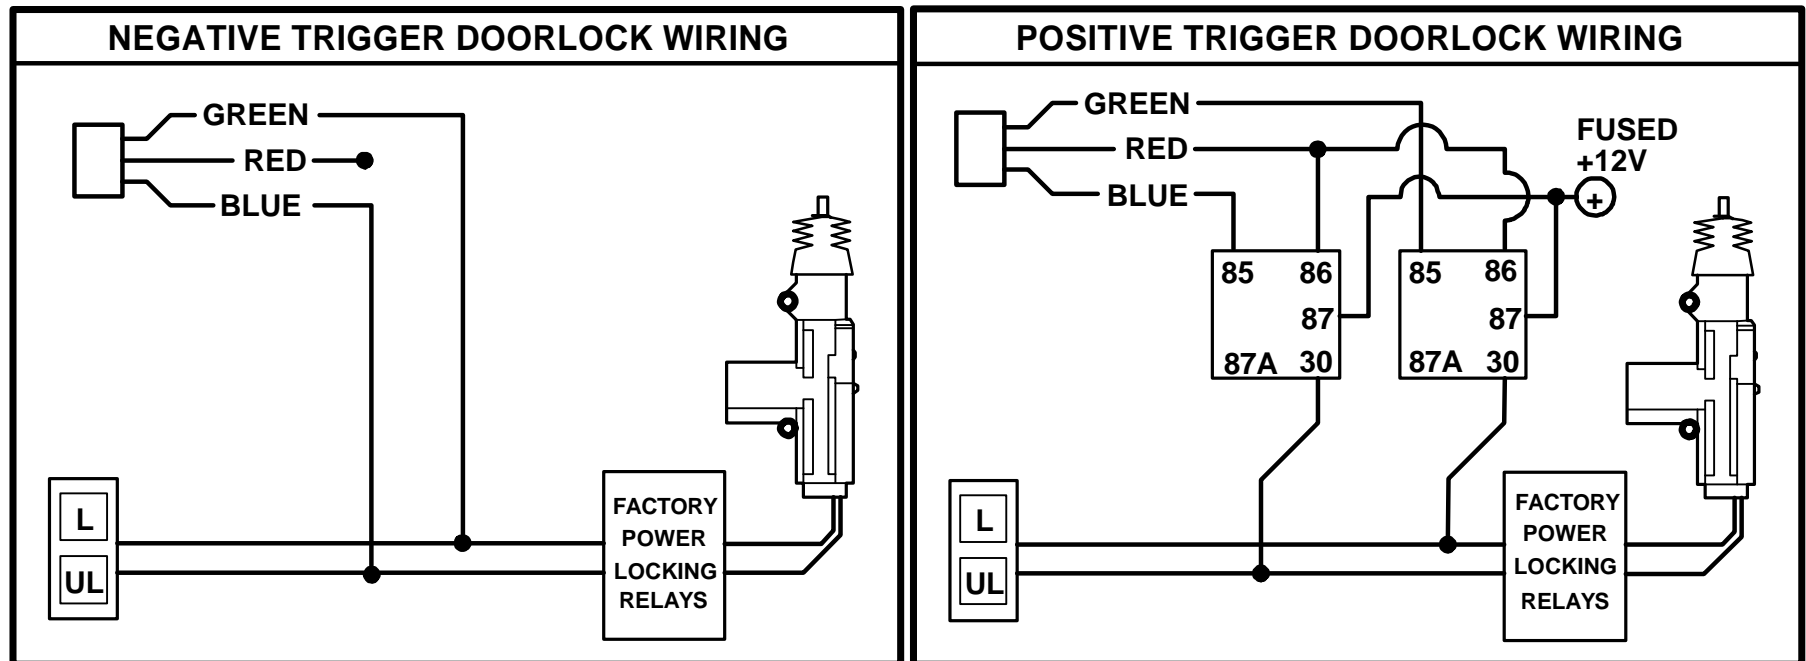 NEGATIVE TRIGGER DOORLOCK WIRING
GREEN
RED
BLUE
L
UL
FACTORY
POWER
LOCKING
RELAYS
POSITIVE TRIGGER DOORLOCK WIRING
GREEN
RED
BLUE
FUSED
+12V
+
85 86
87
87A 30
85 86
87
87A 30
L
UL
FACTORY
POWER
LOCKING
RELAYS